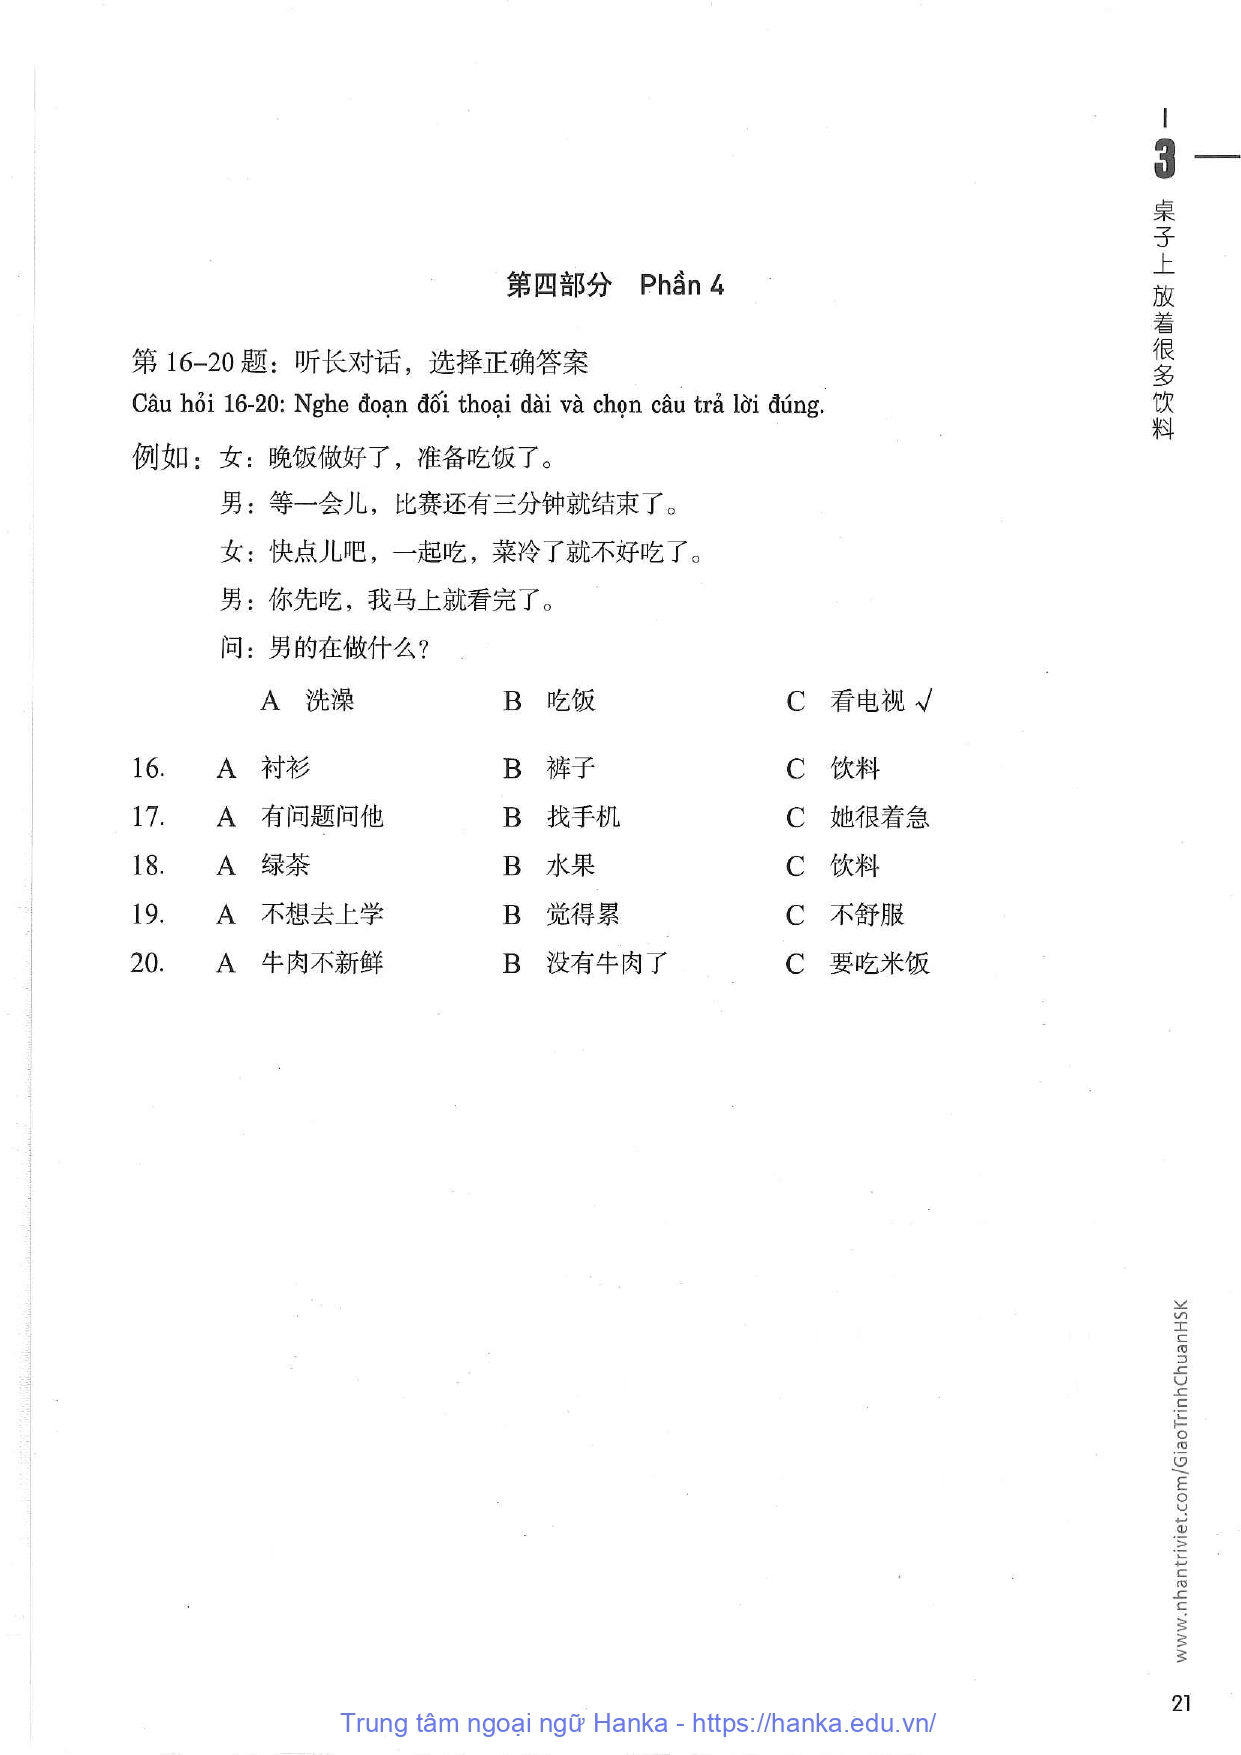 3 桌子上放着很多饮料
第四部分 Phần 4
第 16–20 题：听长对话，选择正确答案
Câu hỏi 16-20: Nghe đoạn đối thoại dài và chọn câu trả lời đúng.
例如：女：晚饭做好了，准备吃饭了。
男：等一会儿，比赛还有三分钟就结束了。
女：快点儿吧，一起吃，菜冷了就不好吃了。
男：你先吃，我马上就看完了。
问：男的在做什么？
A 洗澡 B 吃饭 C 看电视 √
16. A 衬衫 B 裤子 C 饮料
17. A 有问题问他 B 找手机 C 她很着急
18. A 绿茶 B 水果 C 饮料
19. A 不想去上学 B 觉得累 C 不舒服
20. A 牛肉不新鲜 B 没有牛肉了 C 要吃米饭
www.nhantriviet.com/GiaoTrinhChuanHSK
21
Trung tâm ngoại ngữ Hanka - https://hanka.edu.vn/